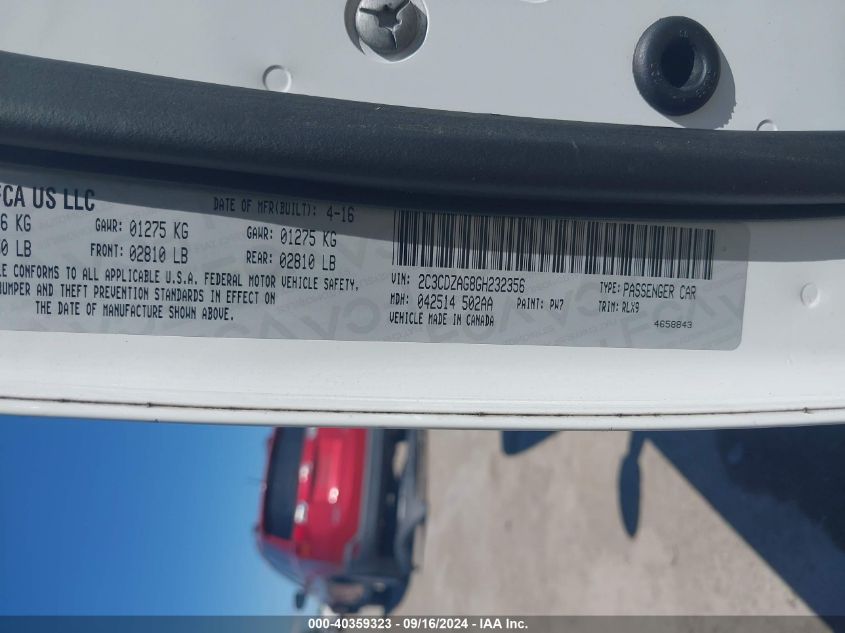 FCA US LLC
DATE OF MFR(BUILT): 4-16
6 KG GAWR: 01275 KG GAWR: 01275 KG
0 LB FRONT: 02810 LB REAR: 02810 LB
LE CONFORMS TO ALL APPLICABLE U.S.A. FEDERAL MOTOR VEHICLE SAFETY,
BUMPER AND THEFT PREVENTION STANDARDS IN EFFECT ON
THE DATE OF MANUFACTURE SHOWN ABOVE.
VIN: 2C3CDZAG8GH232356 TYPE: PASSENGER CAR
MDH: 042514 502AA PAINT: PW7 TRIM: RLX9
VEHICLE MADE IN CANADA
4658843
000-40359323 - 09/16/2024 - IAA Inc.